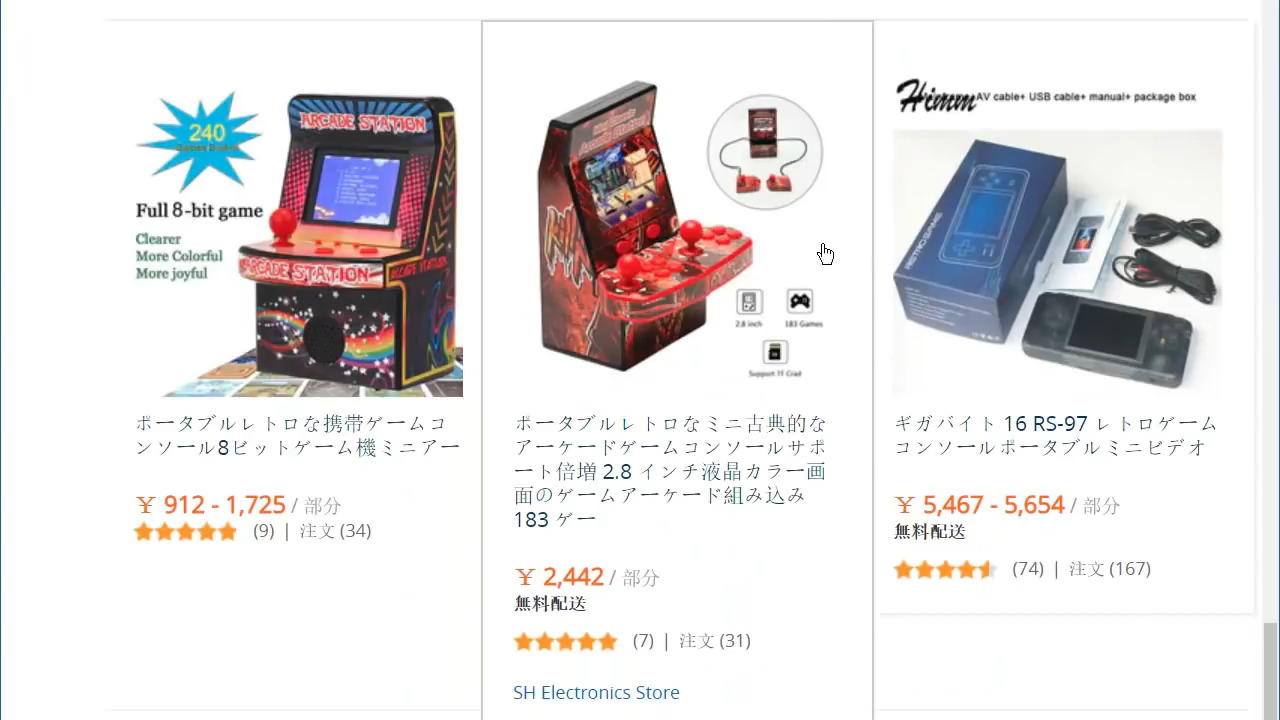 240
Full 8-bit game
Clearer
More Colorful
More joyful
ARCADE STATION
ARCADE STATION
ポータブルレトロな携帯ゲームコ
ンソール8ビットゲーム機ミニアー
¥ 912 - 1,725 / 部分
(9) | 注文 (34)
2.8 inch
183 Games
Support TF Crad
ポータブルレトロなミニ古典的な
アーケードゲームコンソールサポ
ート倍増 2.8 インチ液晶カラー画
面のゲームアーケード組み込み
183 ゲー
¥ 2,442 / 部分
無料配送
(7) | 注文 (31)
SH Electronics Store
Himm
AV cable+ USB cable+ manual+ package box
RETRO GAME
ギガバイト 16 RS-97 レトロゲーム
コンソールポータブルミニビデオ
¥ 5,467 - 5,654 / 部分
無料配送
(74) | 注文 (167)